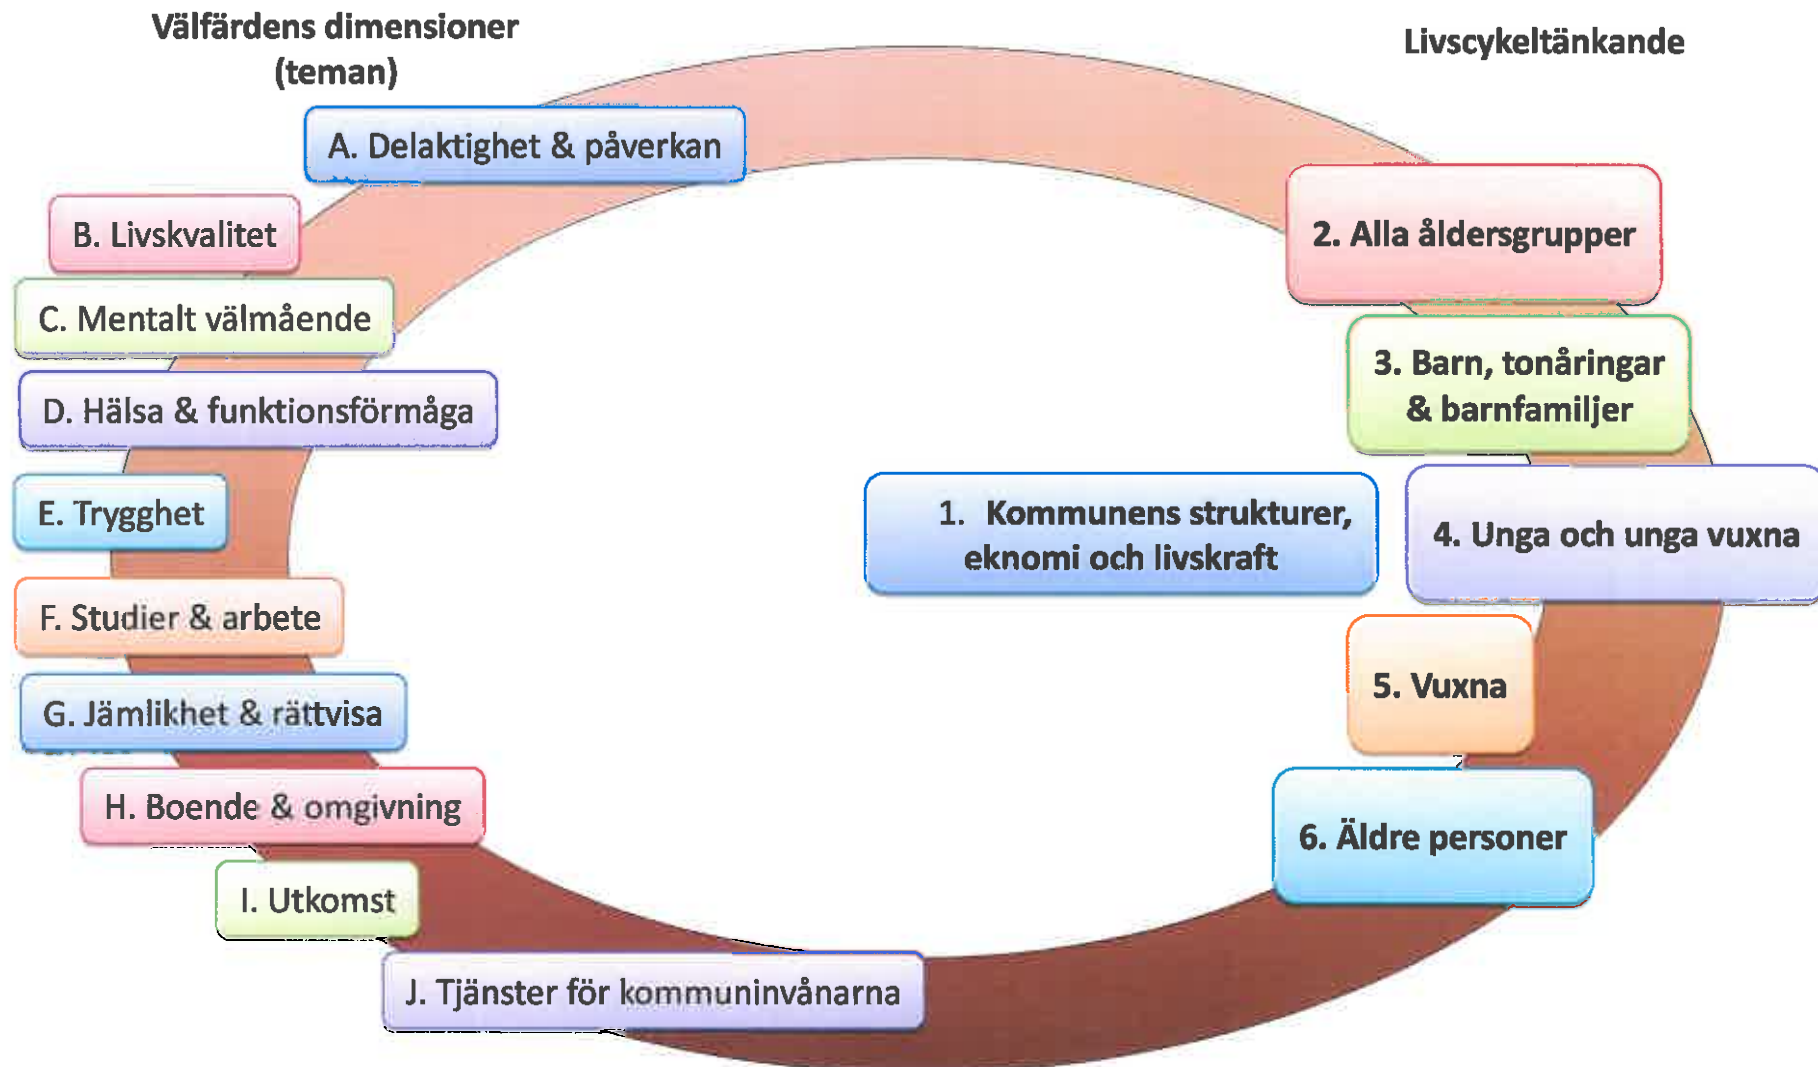 Välfärdens dimensioner
(teman)
A. Delaktighet & påverkan
B. Livskvalitet
C. Mentalt välmående
D. Hälsa & funktionsförmåga
E. Trygghet
F. Studier & arbete
G. Jämlikhet & rättvisa
H. Boende & omgivning
I. Utkomst
J. Tjänster för kommuninvånarna
Livscykeltänkande
1. Kommunens strukturer,
eknomi och livskraft
2. Alla åldersgrupper
3. Barn, tonåringar
& barnfamiljer
4. Unga och unga vuxna
5. Vuxna
6. Äldre personer